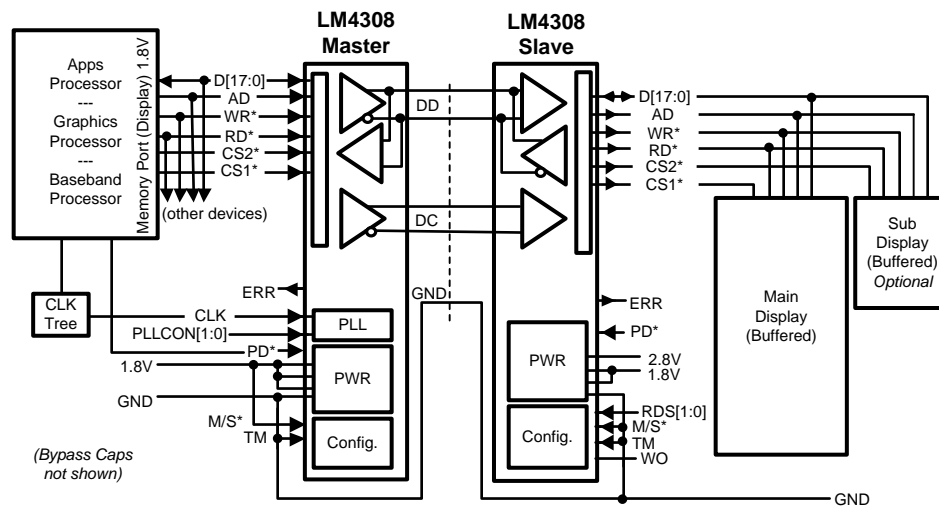 LM4308
Master
LM4308
Slave
Apps
Processor
---
Graphics
Processor
---
Baseband
Processor
Memory Port (Display) 1.8V
D[17:0]
AD
WR*
RD*
CS2*
CS1*
(other devices)
DD
DC
D[17:0]
AD
WR*
RD*
CS2*
CS1*
Sub
Display
(Buffered)
Optional
Main
Display
(Buffered)
CLK
Tree
ERR
CLK
PLLCON[1:0]
PD*
1.8V
GND
M/S*
TM
PLL
PWR
Config.
GND
PWR
Config.
ERR
PD*
2.8V
1.8V
RDS[1:0]
M/S*
TM
WO
GND
(Bypass Caps
not shown)